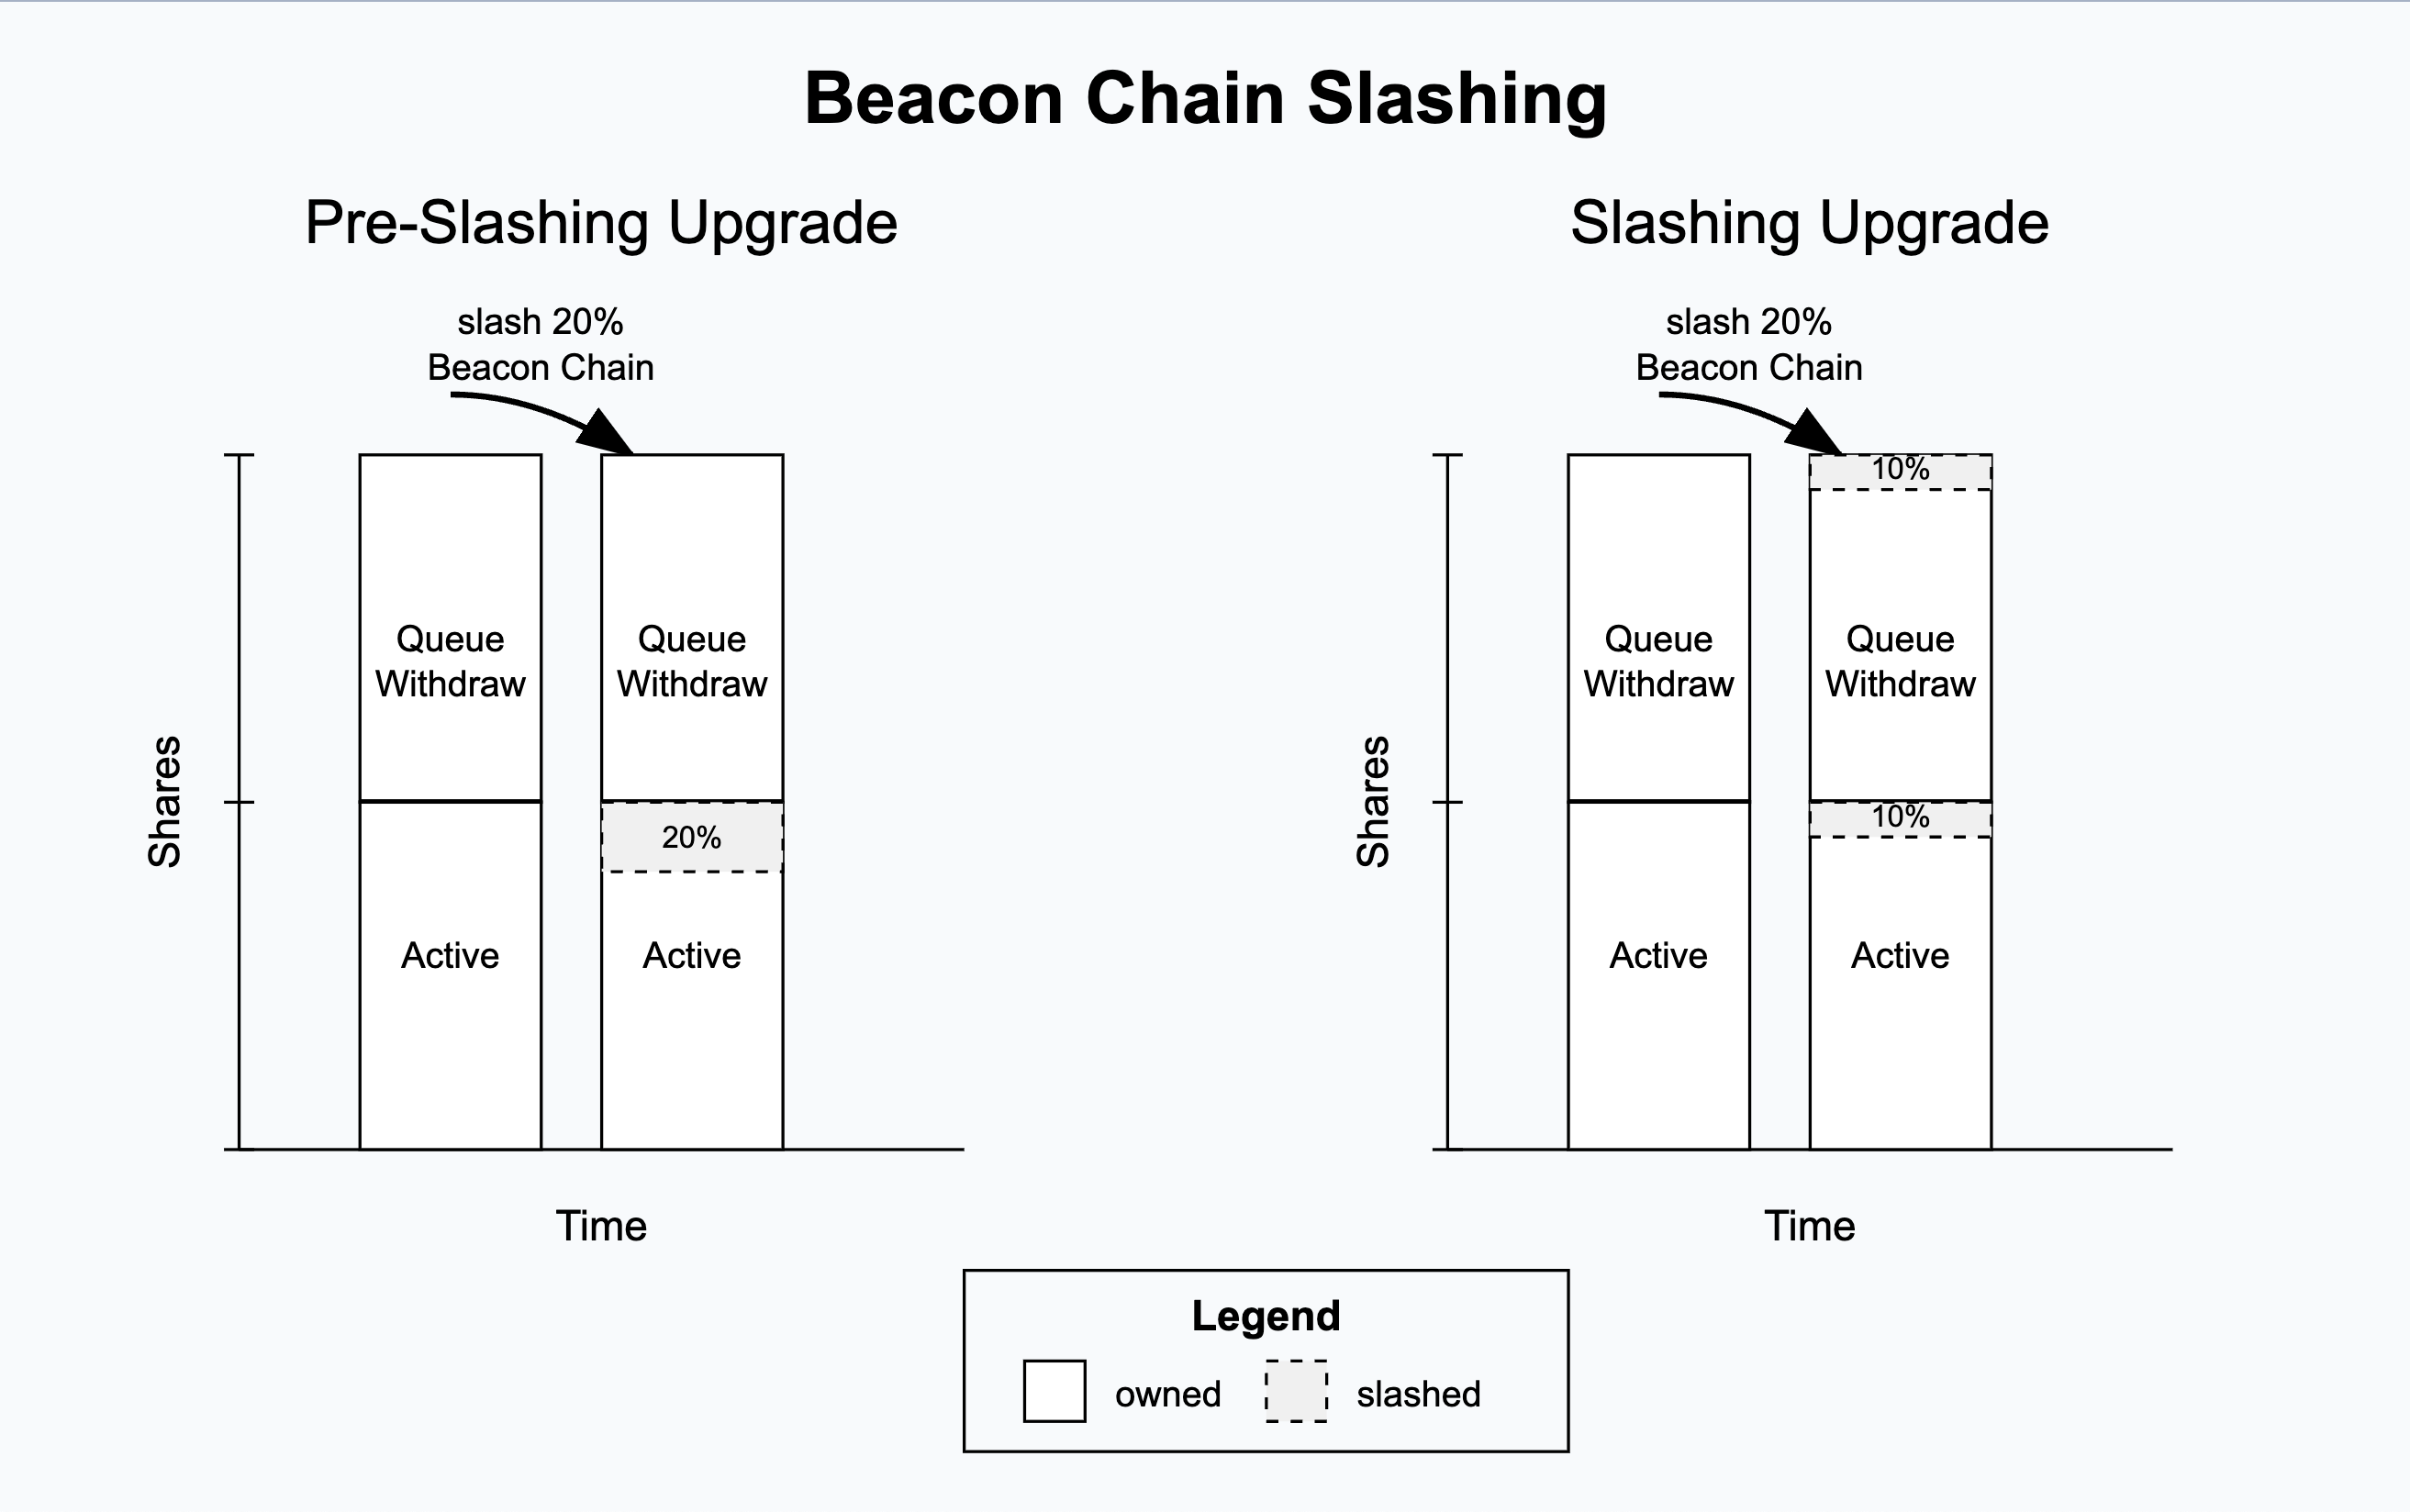 Beacon Chain Slashing
Pre-Slashing Upgrade
slash 20%
Beacon Chain
Shares
Queue
Withdraw
Active
Queue
Withdraw
20%
Active
Time
Slashing Upgrade
slash 20%
Beacon Chain
Shares
Queue
Withdraw
Active
10%
Queue
Withdraw
10%
Active
Time
Legend
owned
slashed